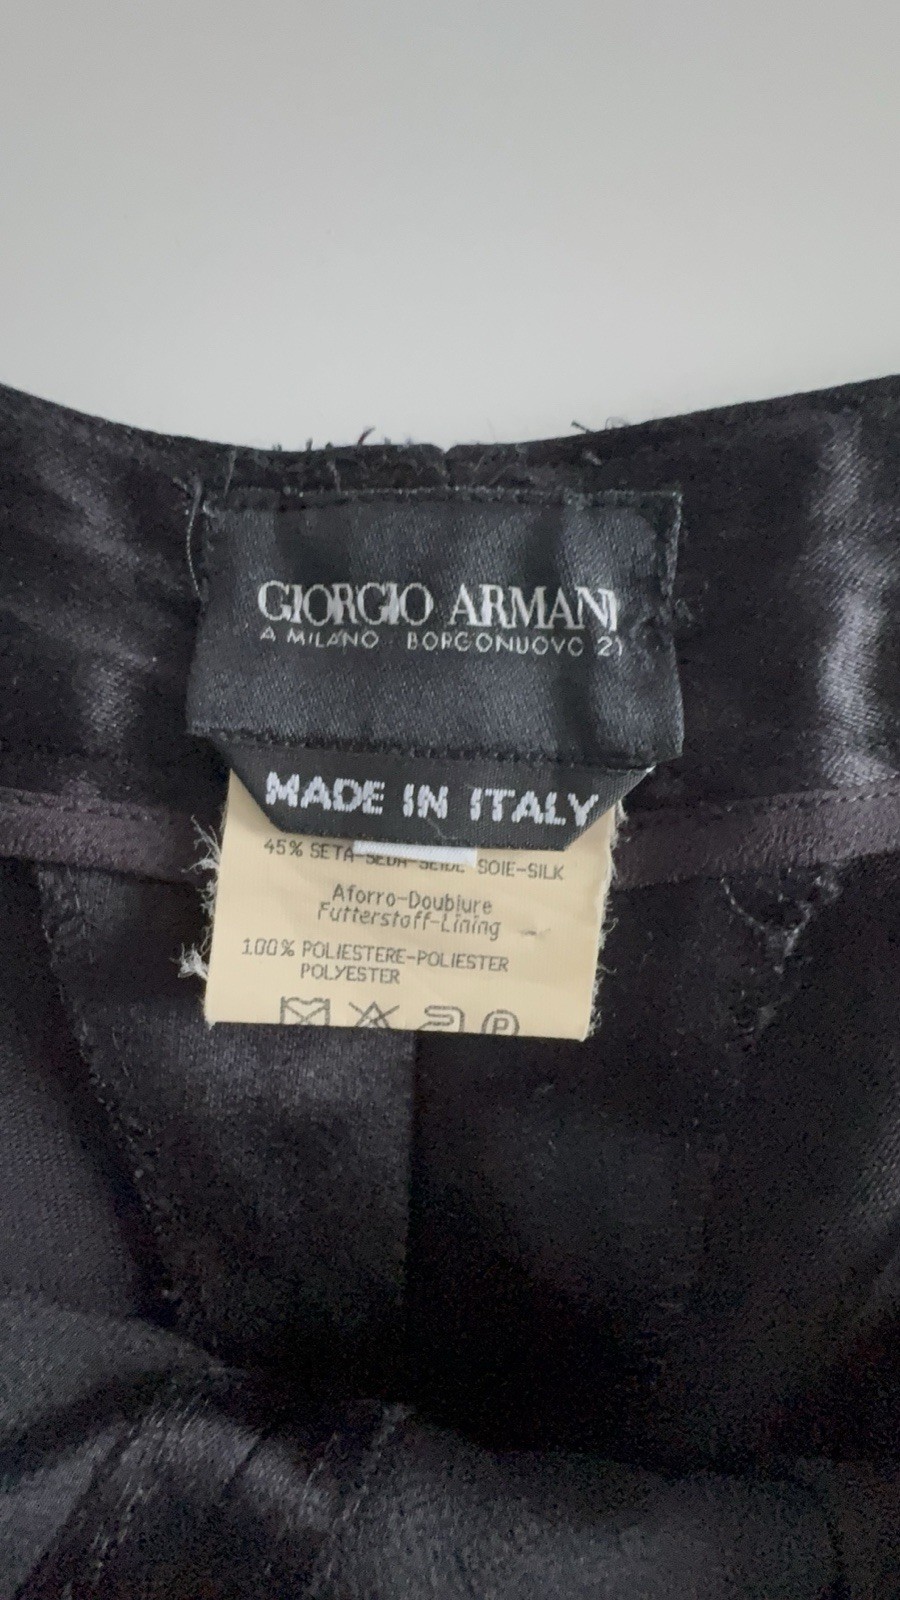 GIORGIO ARMANI
A MILANO · BORGONUOVO 21
MADE IN ITALY
45% SETA-SEDA-SEIDE SOIE-SILK
Aforro-Doublure
Futterstoff-Lining
100% POLIESTERE-POLIESTER
POLYESTER